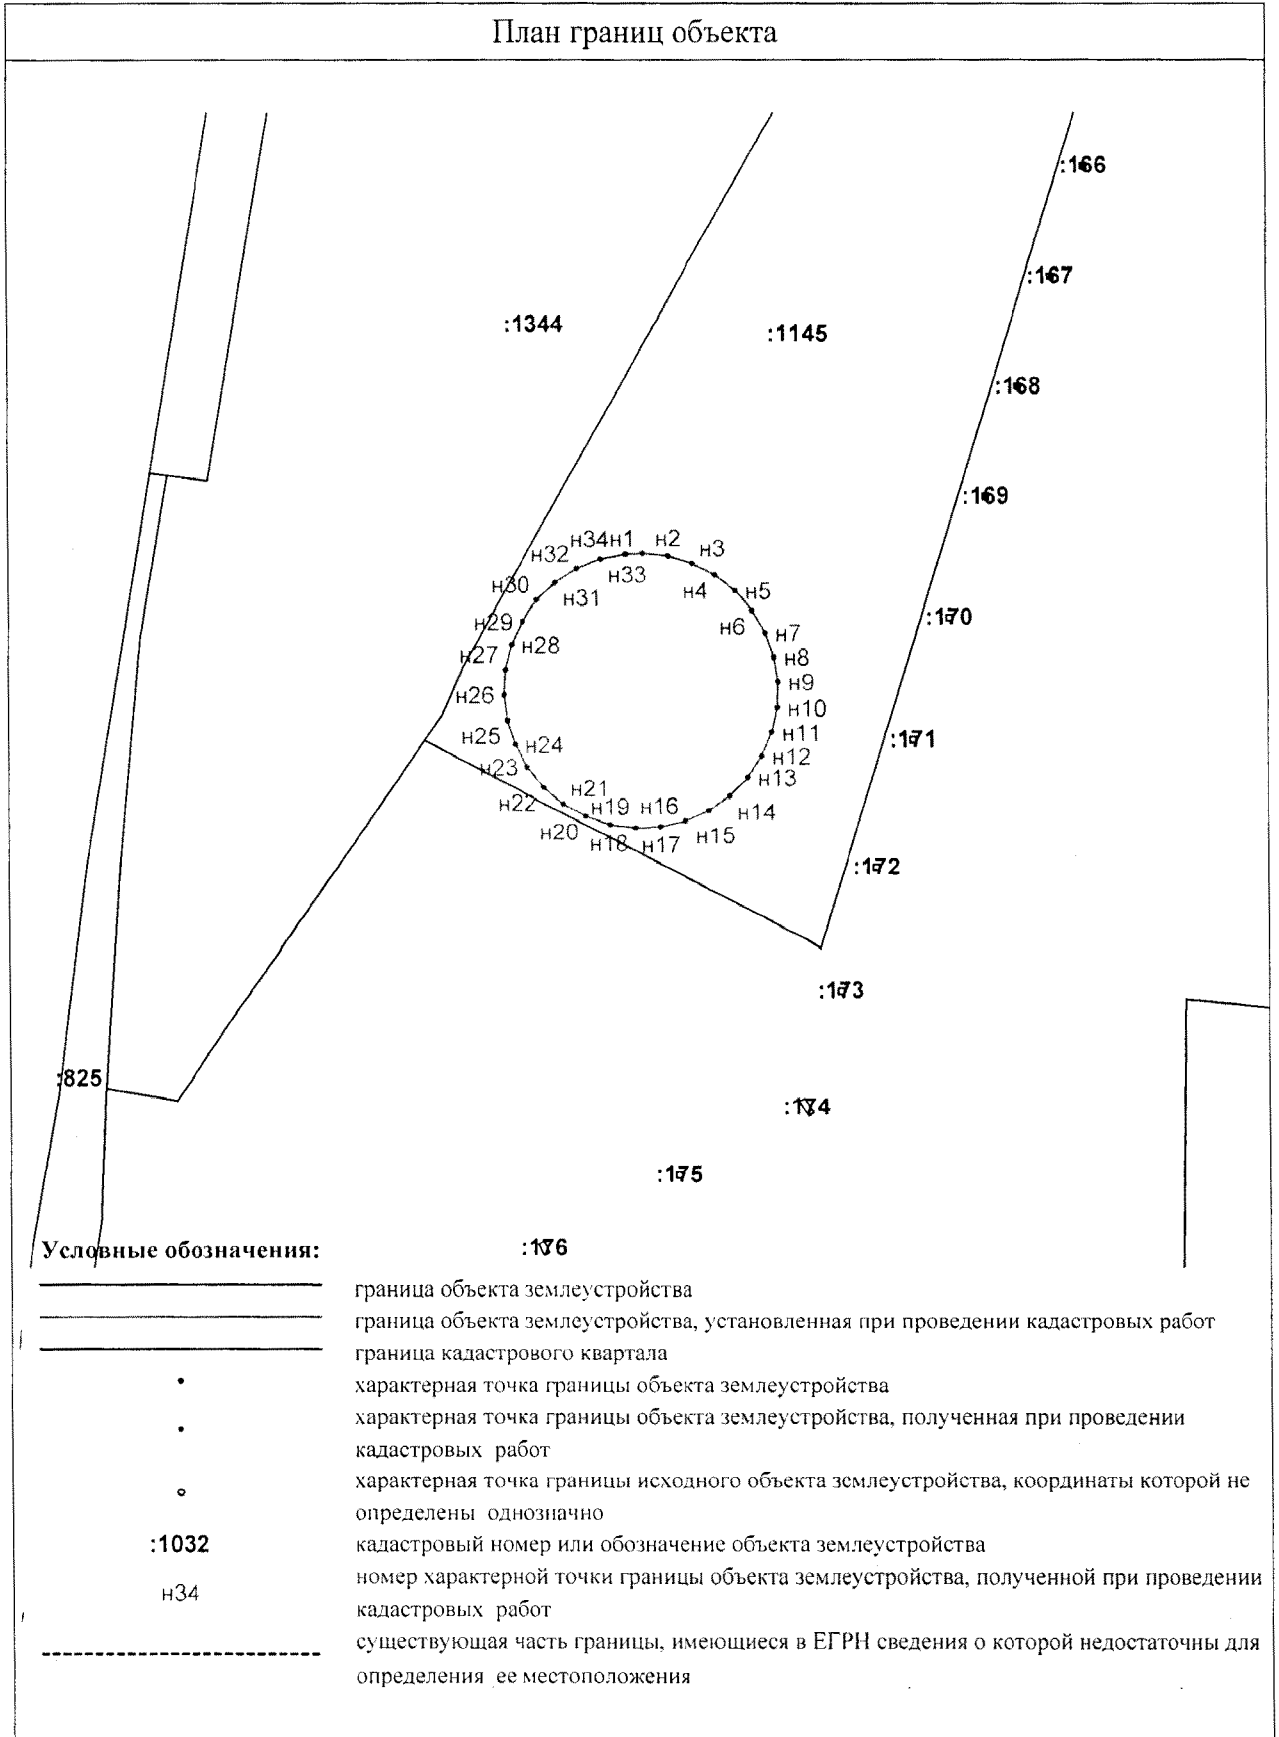 План границ объекта
:166
:167
:1344
:1145
:168
:169
н34 н1 н2
н32 н33 н3
н30 н31 н4 н5
н29 н6 н7
н27 н28 н8
н26 н9
н10
н25 н24 н11
н23 н12
н22 н21 н13
н20 н19 н16 н14
н18 н17 н15
:170
:171
:172
:173
:825
:174
:175
Условные обозначения:
:176
граница объекта землеустройства
граница объекта землеустройства, установленная при проведении кадастровых работ
граница кадастрового квартала
характерная точка границы объекта землеустройства
характерная точка границы объекта землеустройства, полученная при проведении
кадастровых работ
характерная точка границы исходного объекта землеустройства, координаты которой не
определены однозначно
:1032
кадастровый номер или обозначение объекта землеустройства
н34
номер характерной точки границы объекта землеустройства, полученной при проведении
кадастровых работ
существующая часть границы, имеющиеся в ЕГРН сведения о которой недостаточны для
определения ее местоположения